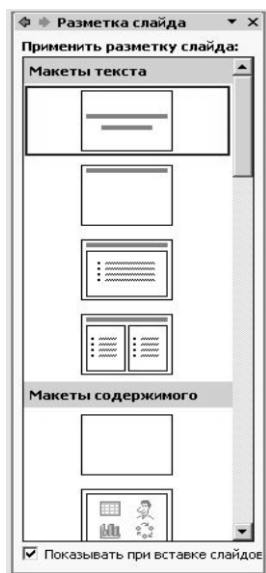 Разметка слайда
Применить разметку слайда:
Макеты текста
Макеты содержимого
Показывать при вставке слайдов